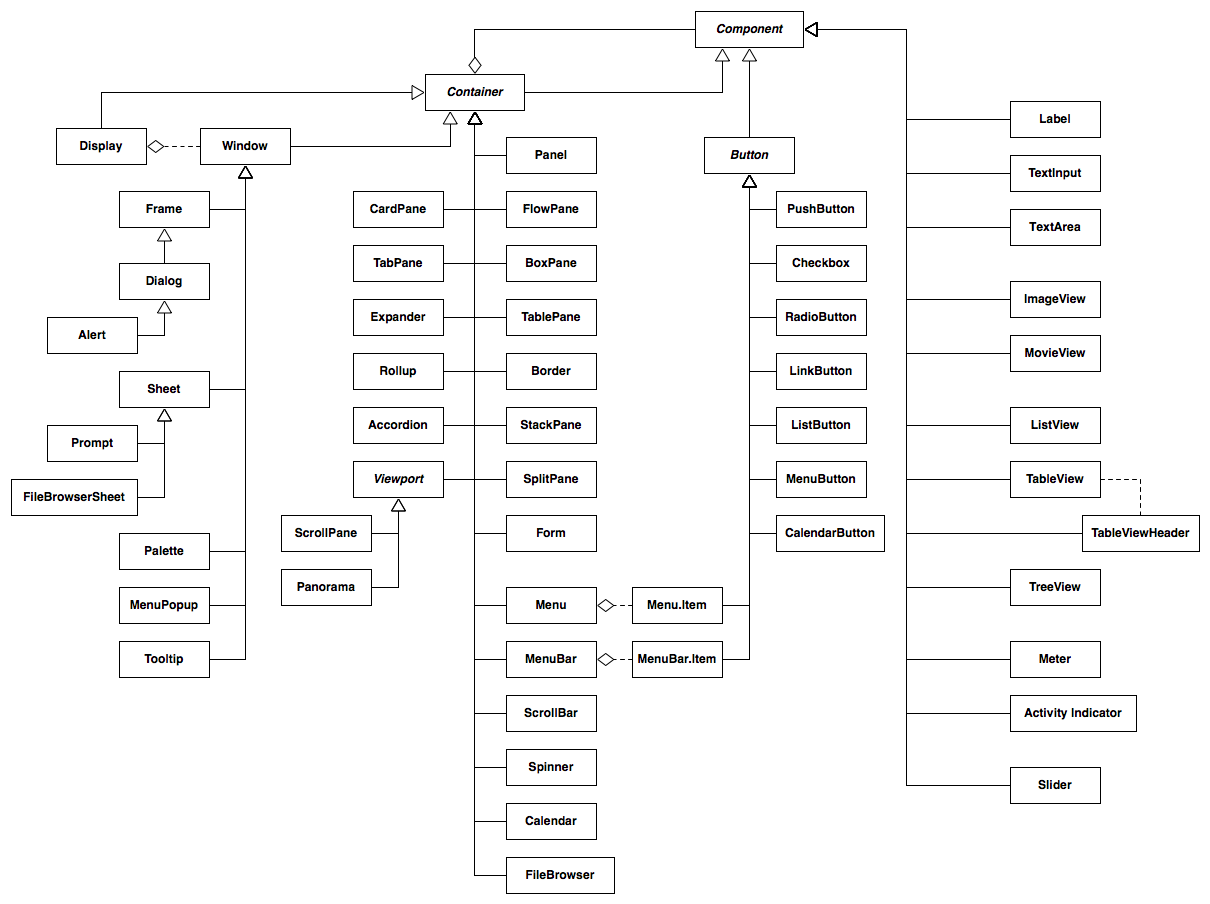 Component
Container
Label
Display
Window
Panel
Button
TextInput
Frame
CardPane
FlowPane
PushButton
TextArea
TabPane
BoxPane
Checkbox
Dialog
ImageView
Alert
Expander
TablePane
RadioButton
MovieView
Sheet
Rollup
Border
LinkButton
Prompt
Accordion
StackPane
ListButton
ListView
FileBrowserSheet
Viewport
SplitPane
MenuButton
TableView
Palette
ScrollPane
Form
CalendarButton
TableViewHeader
MenuPopup
Panorama
Menu
Menu.Item
TreeView
Tooltip
MenuBar
MenuBar.Item
Meter
ScrollBar
Activity Indicator
Spinner
Slider
Calendar
FileBrowser